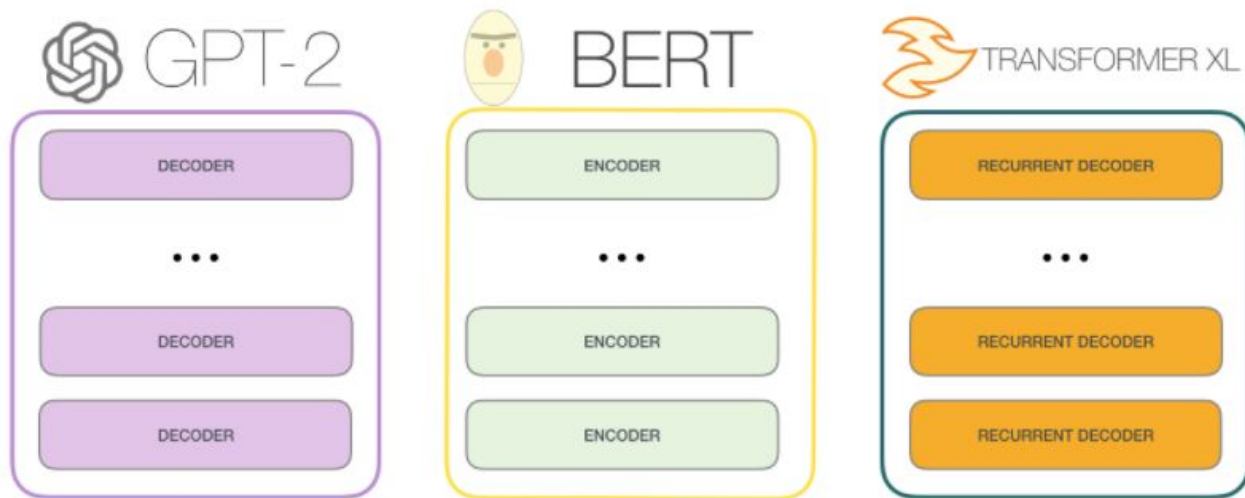 GPT-2
DECODER
•••
DECODER
DECODER
BERT
ENCODER
•••
ENCODER
ENCODER
TRANSFORMER XL
RECURRENT DECODER
•••
RECURRENT DECODER
RECURRENT DECODER